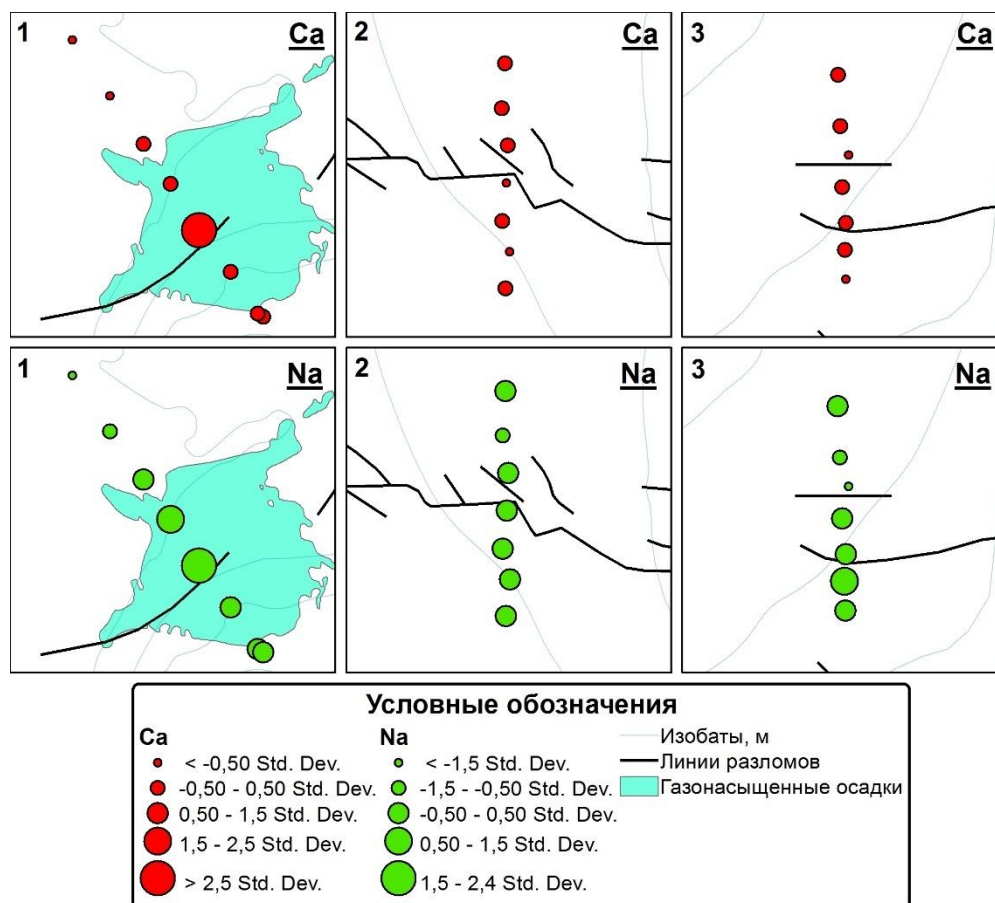 1 Ca
2 Ca
3 Ca
1 Na
2 Na
3 Na
Условные обозначения
Ca
< -0,50 Std. Dev.
-0,50 - 0,50 Std. Dev.
0,50 - 1,5 Std. Dev.
1,5 - 2,5 Std. Dev.
> 2,5 Std. Dev.
Na
< -1,5 Std. Dev.
-1,5 - -0,50 Std. Dev.
-0,50 - 0,50 Std. Dev.
0,50 - 1,5 Std. Dev.
1,5 - 2,4 Std. Dev.
Изобаты, м
Линии разломов
Газонасыщенные осадки